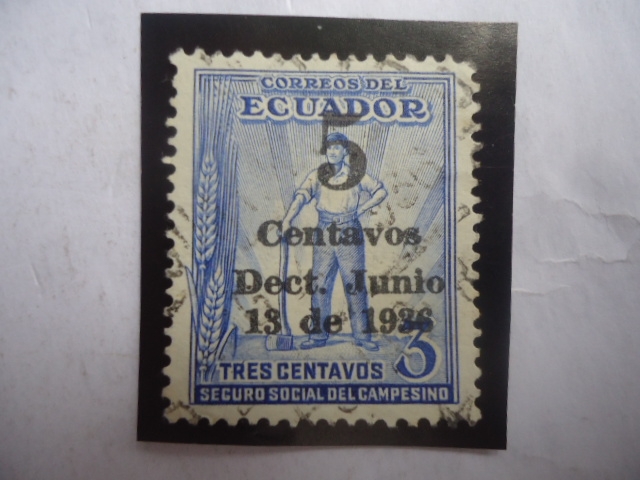 CORREOS DEL
ECUADOR
5
Centavos
Dect. Junio
13 de 1936
3
TRES CENTAVOS
SEGURO SOCIAL DEL CAMPESINO